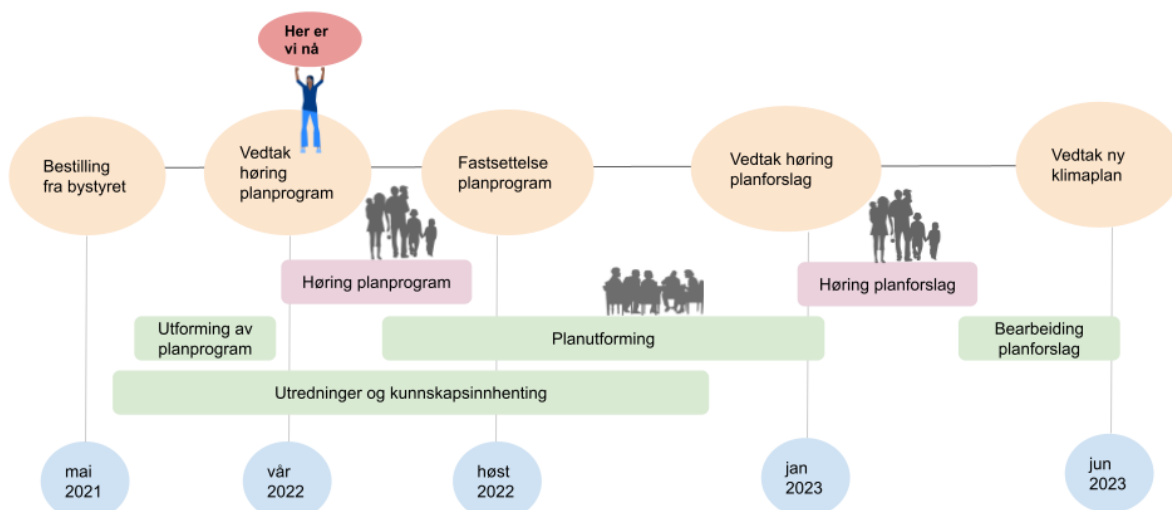 Her er
vi nå
Bestilling
fra bystyret
Vedtak
høring
planprogram
Fastsettelse
planprogram
Vedtak høring
planforslag
Vedtak ny
klimaplan
Høring planprogram
Høring planforslag
Utforming av
planprogram
Planutforming
Bearbeiding
planforslag
Utredninger og kunnskapsinnhenting
mai
2021
vår
2022
høst
2022
jan
2023
jun
2023